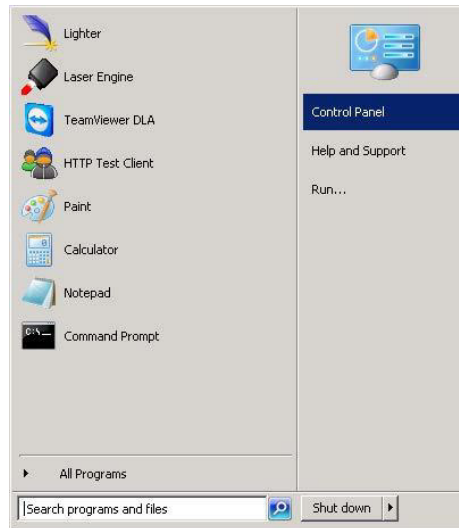 Lighter
Laser Engine
TeamViewer DLA
HTTP Test Client
Paint
Calculator
Notepad
C:\_
Command Prompt
All Programs
Search programs and files
Control Panel
Help and Support
Run...
Shut down